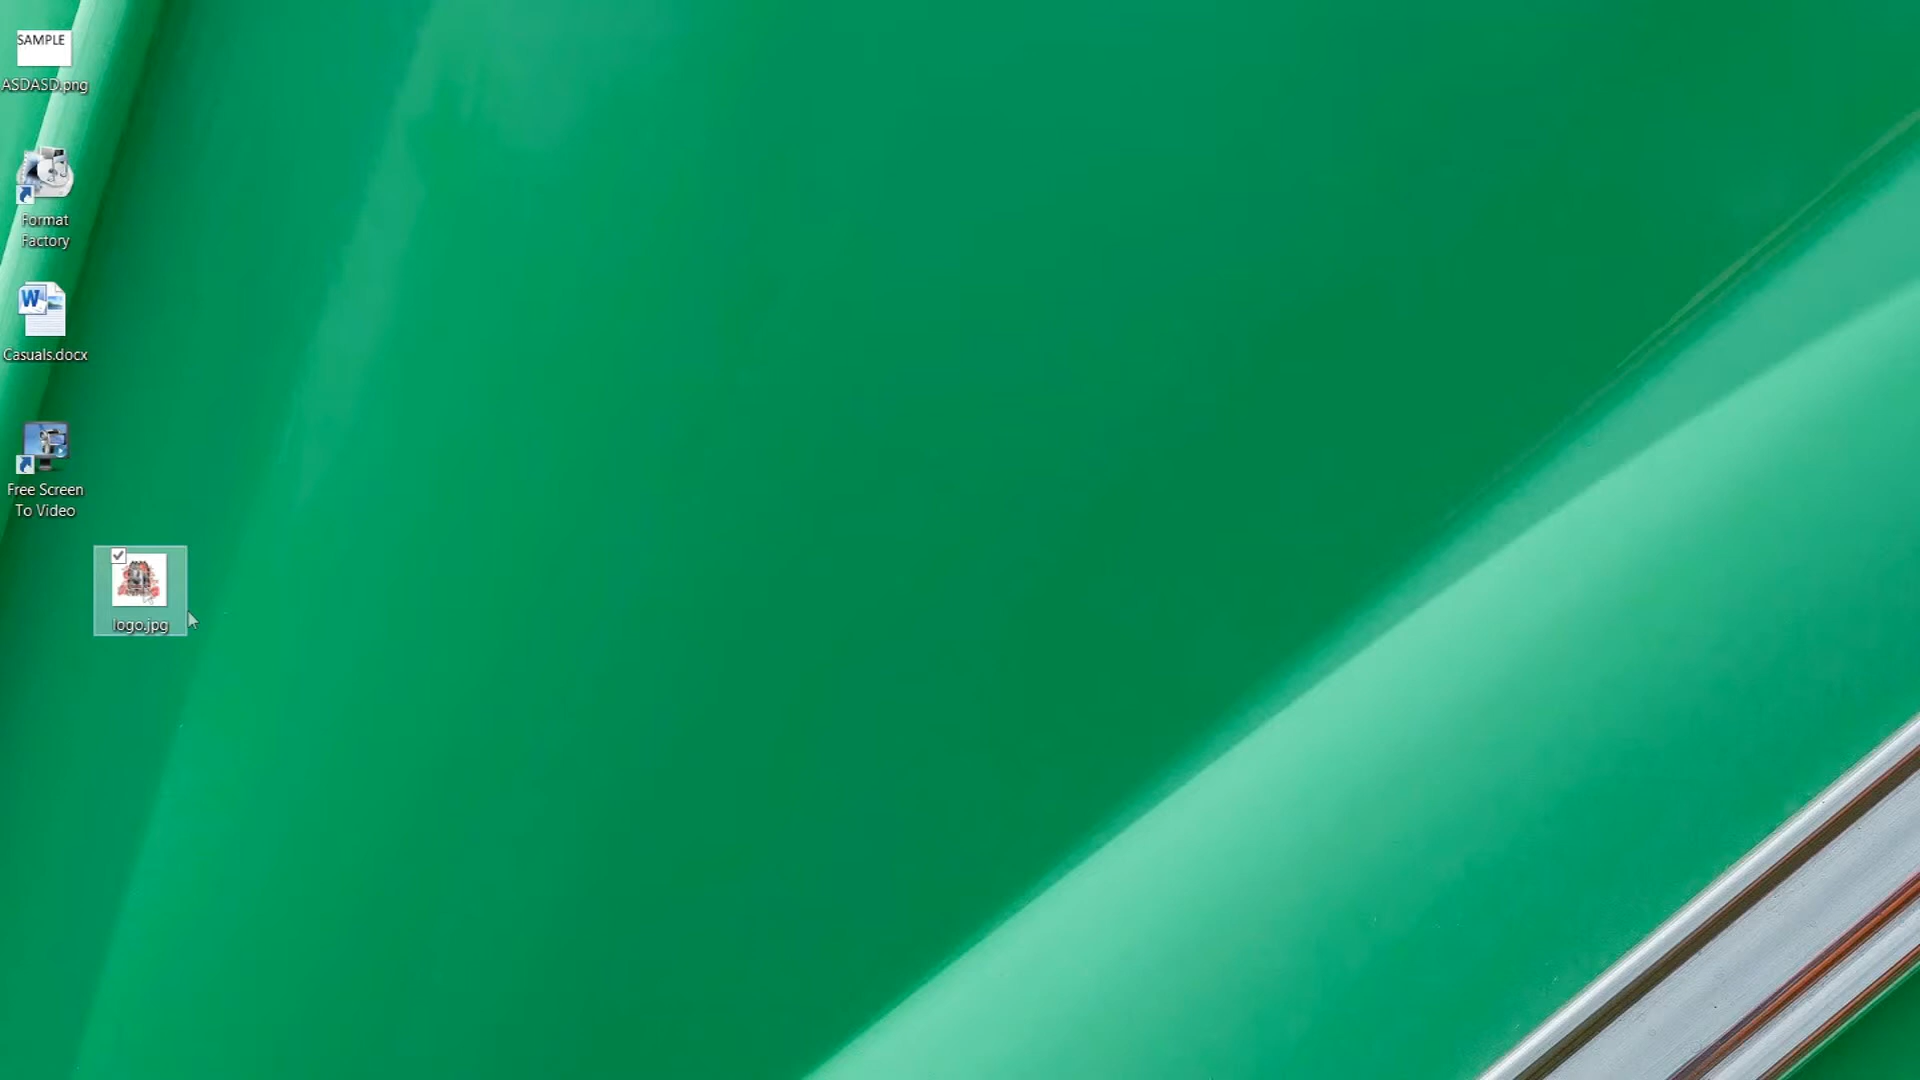 SAMPLE
ASDASD.png
Format
Factory
W
Casuals.docx
Free Screen
To Video
logo.jpg